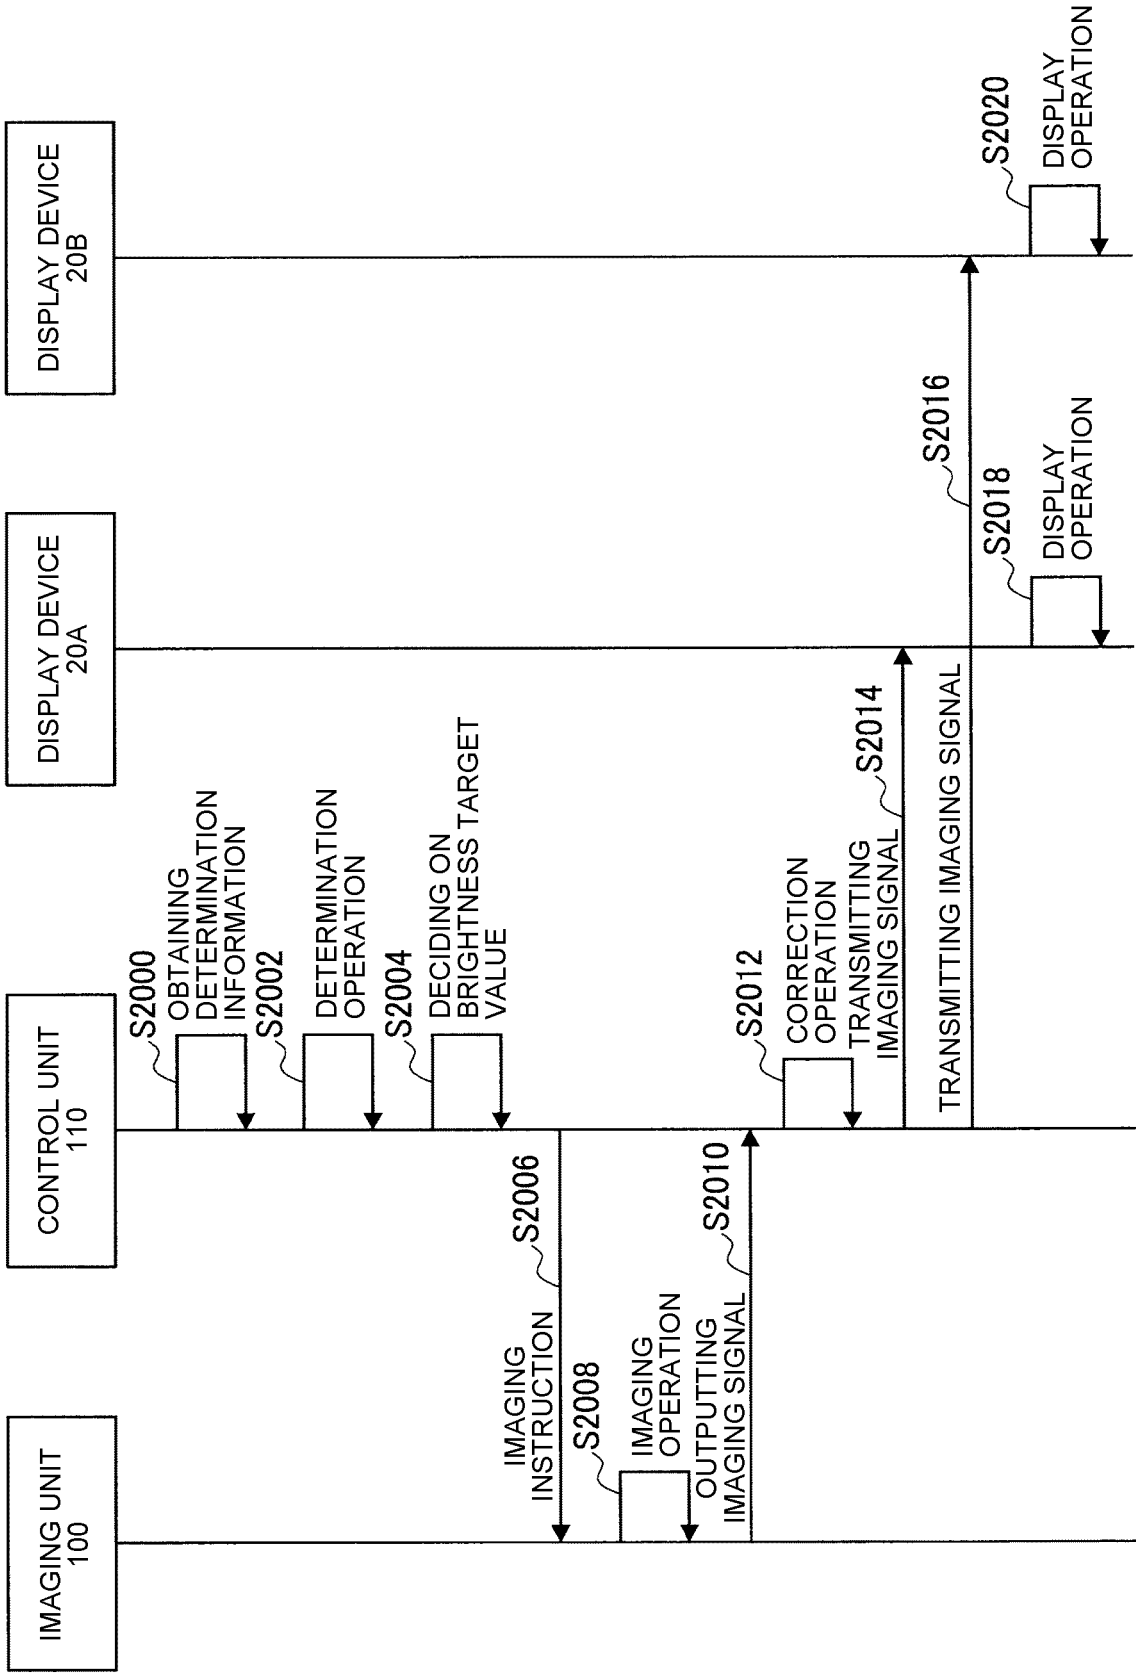 IMAGING UNIT
100
CONTROL UNIT
110
DISPLAY DEVICE
20A
DISPLAY DEVICE
20B
S2000
OBTAINING
DETERMINATION
INFORMATION
S2002
DETERMINATION
OPERATION
S2004
DECIDING ON
BRIGHTNESS TARGET
VALUE
IMAGING
INSTRUCTION
S2006
S2008
IMAGING
OPERATION
OUTPUTTING
IMAGING SIGNAL
S2010
S2012
CORRECTION
OPERATION
TRANSMITTING
IMAGING SIGNAL
S2014
TRANSMITTING IMAGING SIGNAL
S2016
S2018
DISPLAY
OPERATION
S2020
DISPLAY
OPERATION